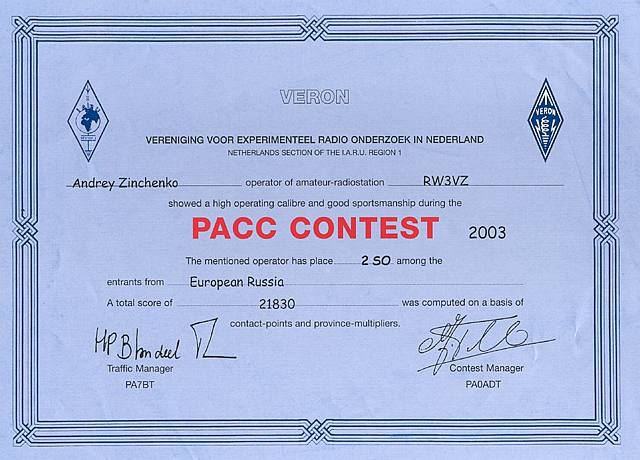 VERON
VERON
VERENIGING VOOR EXPERIMENTEEL RADIO ONDERZOEK IN NEDERLAND
NETHERLANDS SECTION OF THE I.A.R.U. REGION 1
Andrey Zinchenko operator of amateur-radiostation RW3VZ
showed a high operating calibre and good sportsmanship during the
PACC CONTEST 2003
The mentioned operator has place 2 SO among the
entrants from European Russia
A total score of 21830 was computed on a basis of
contact-points and province-multipliers.
HP Blondeel
Traffic Manager Contest Manager
PA7BT PA0ADT